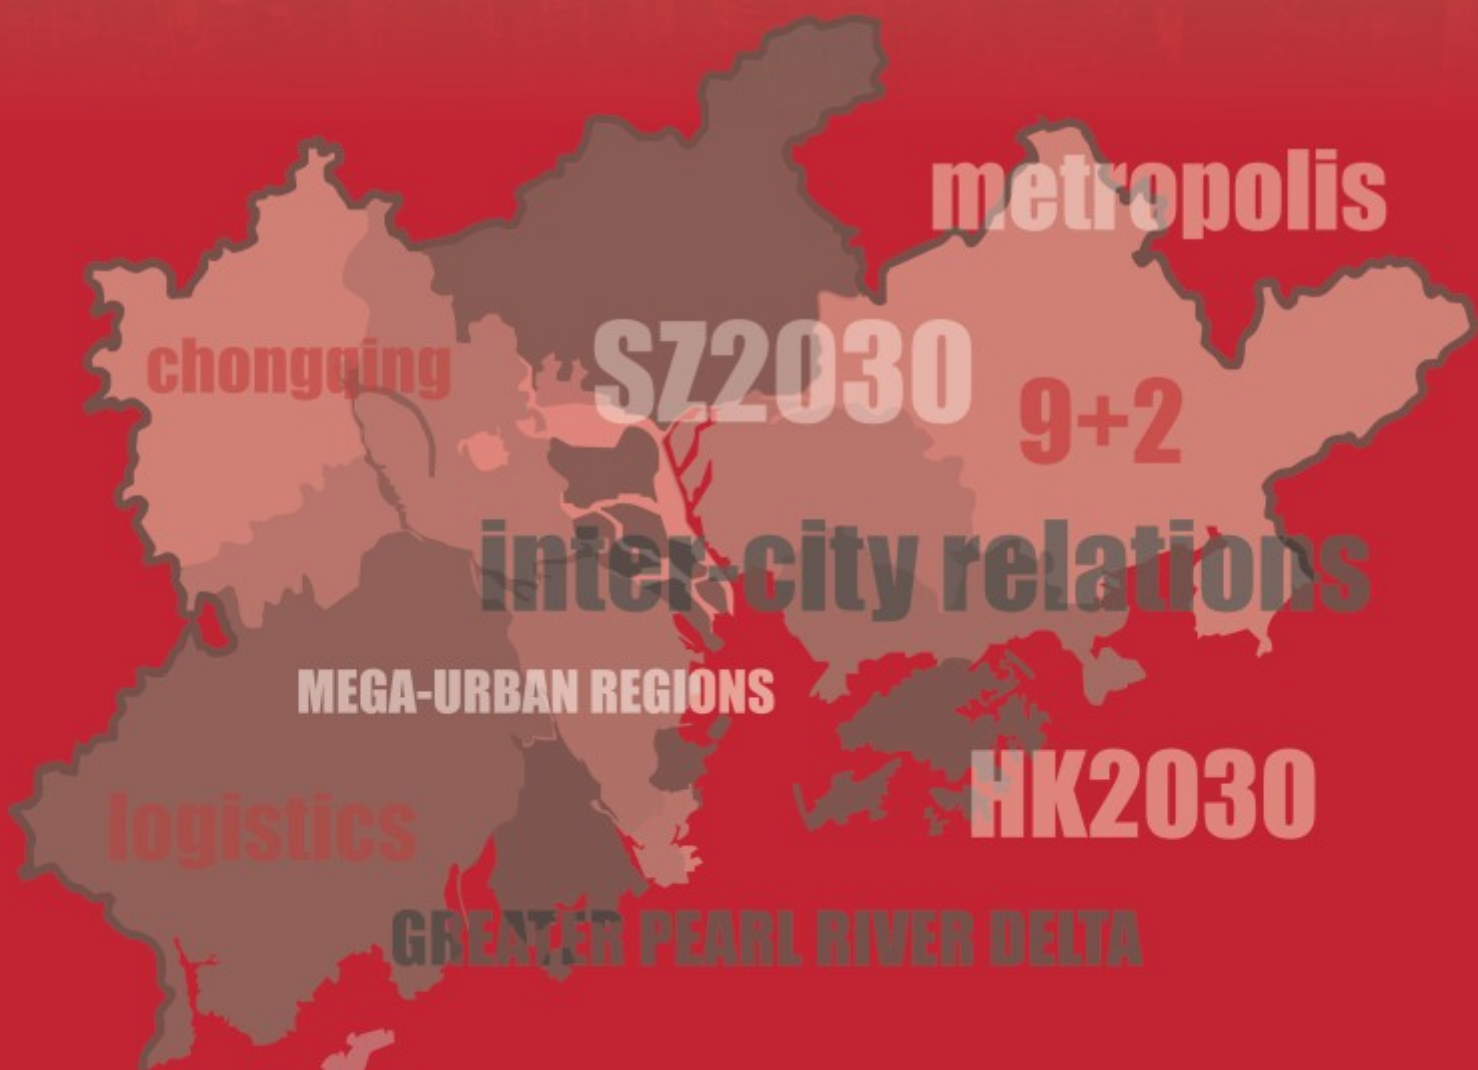 metropolis
chongqing
SZ2030
9+2
inter-city relations
MEGA-URBAN REGIONS
HK2030
logistics
GREATER PEARL RIVER DELTA